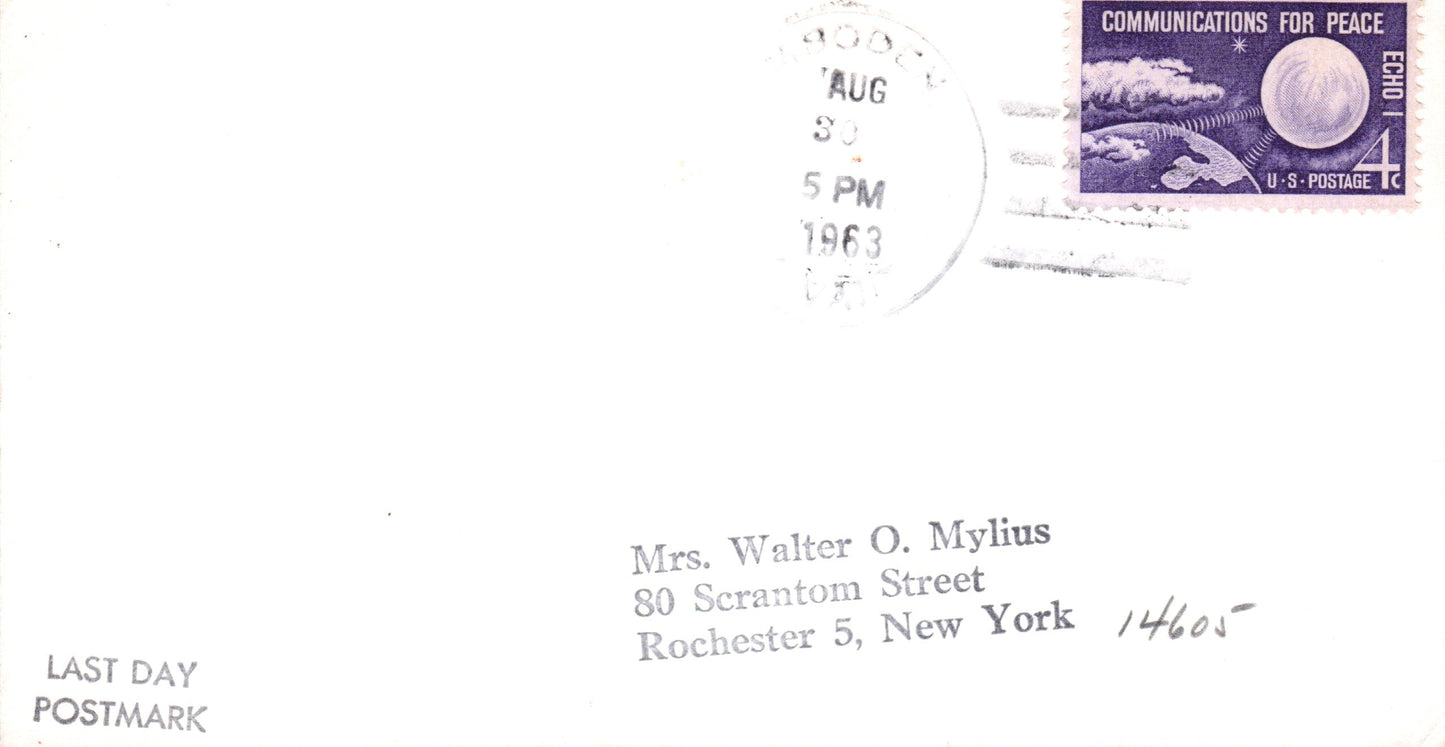 COMMUNICATIONS FOR PEACE
ECHO I
4c
U·S·POSTAGE
AUG
30
5 PM
1963
Mrs. Walter O. Mylius
80 Scrantom Street
Rochester 5, New York 14605
LAST DAY
POSTMARK